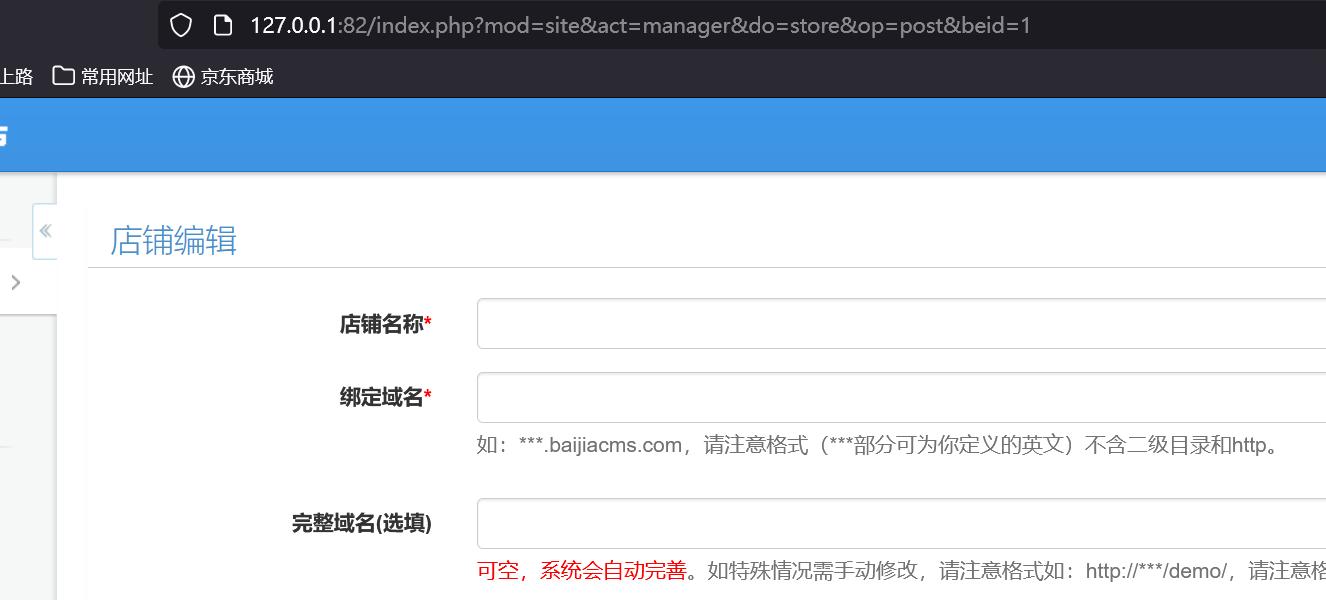 127.0.0.1:82/index.php?mod=site&act=manager&do=store&op=post&beid=1
上路 常用网址 京东商城
店铺编辑
店铺名称*
绑定域名*
如：***.baijiacms.com，请注意格式（***部分可为你定义的英文）不含二级目录和http。
完整域名(选填)
可空，系统会自动完善。如特殊情况需手动修改，请注意格式如：http://***/demo/，请注意格